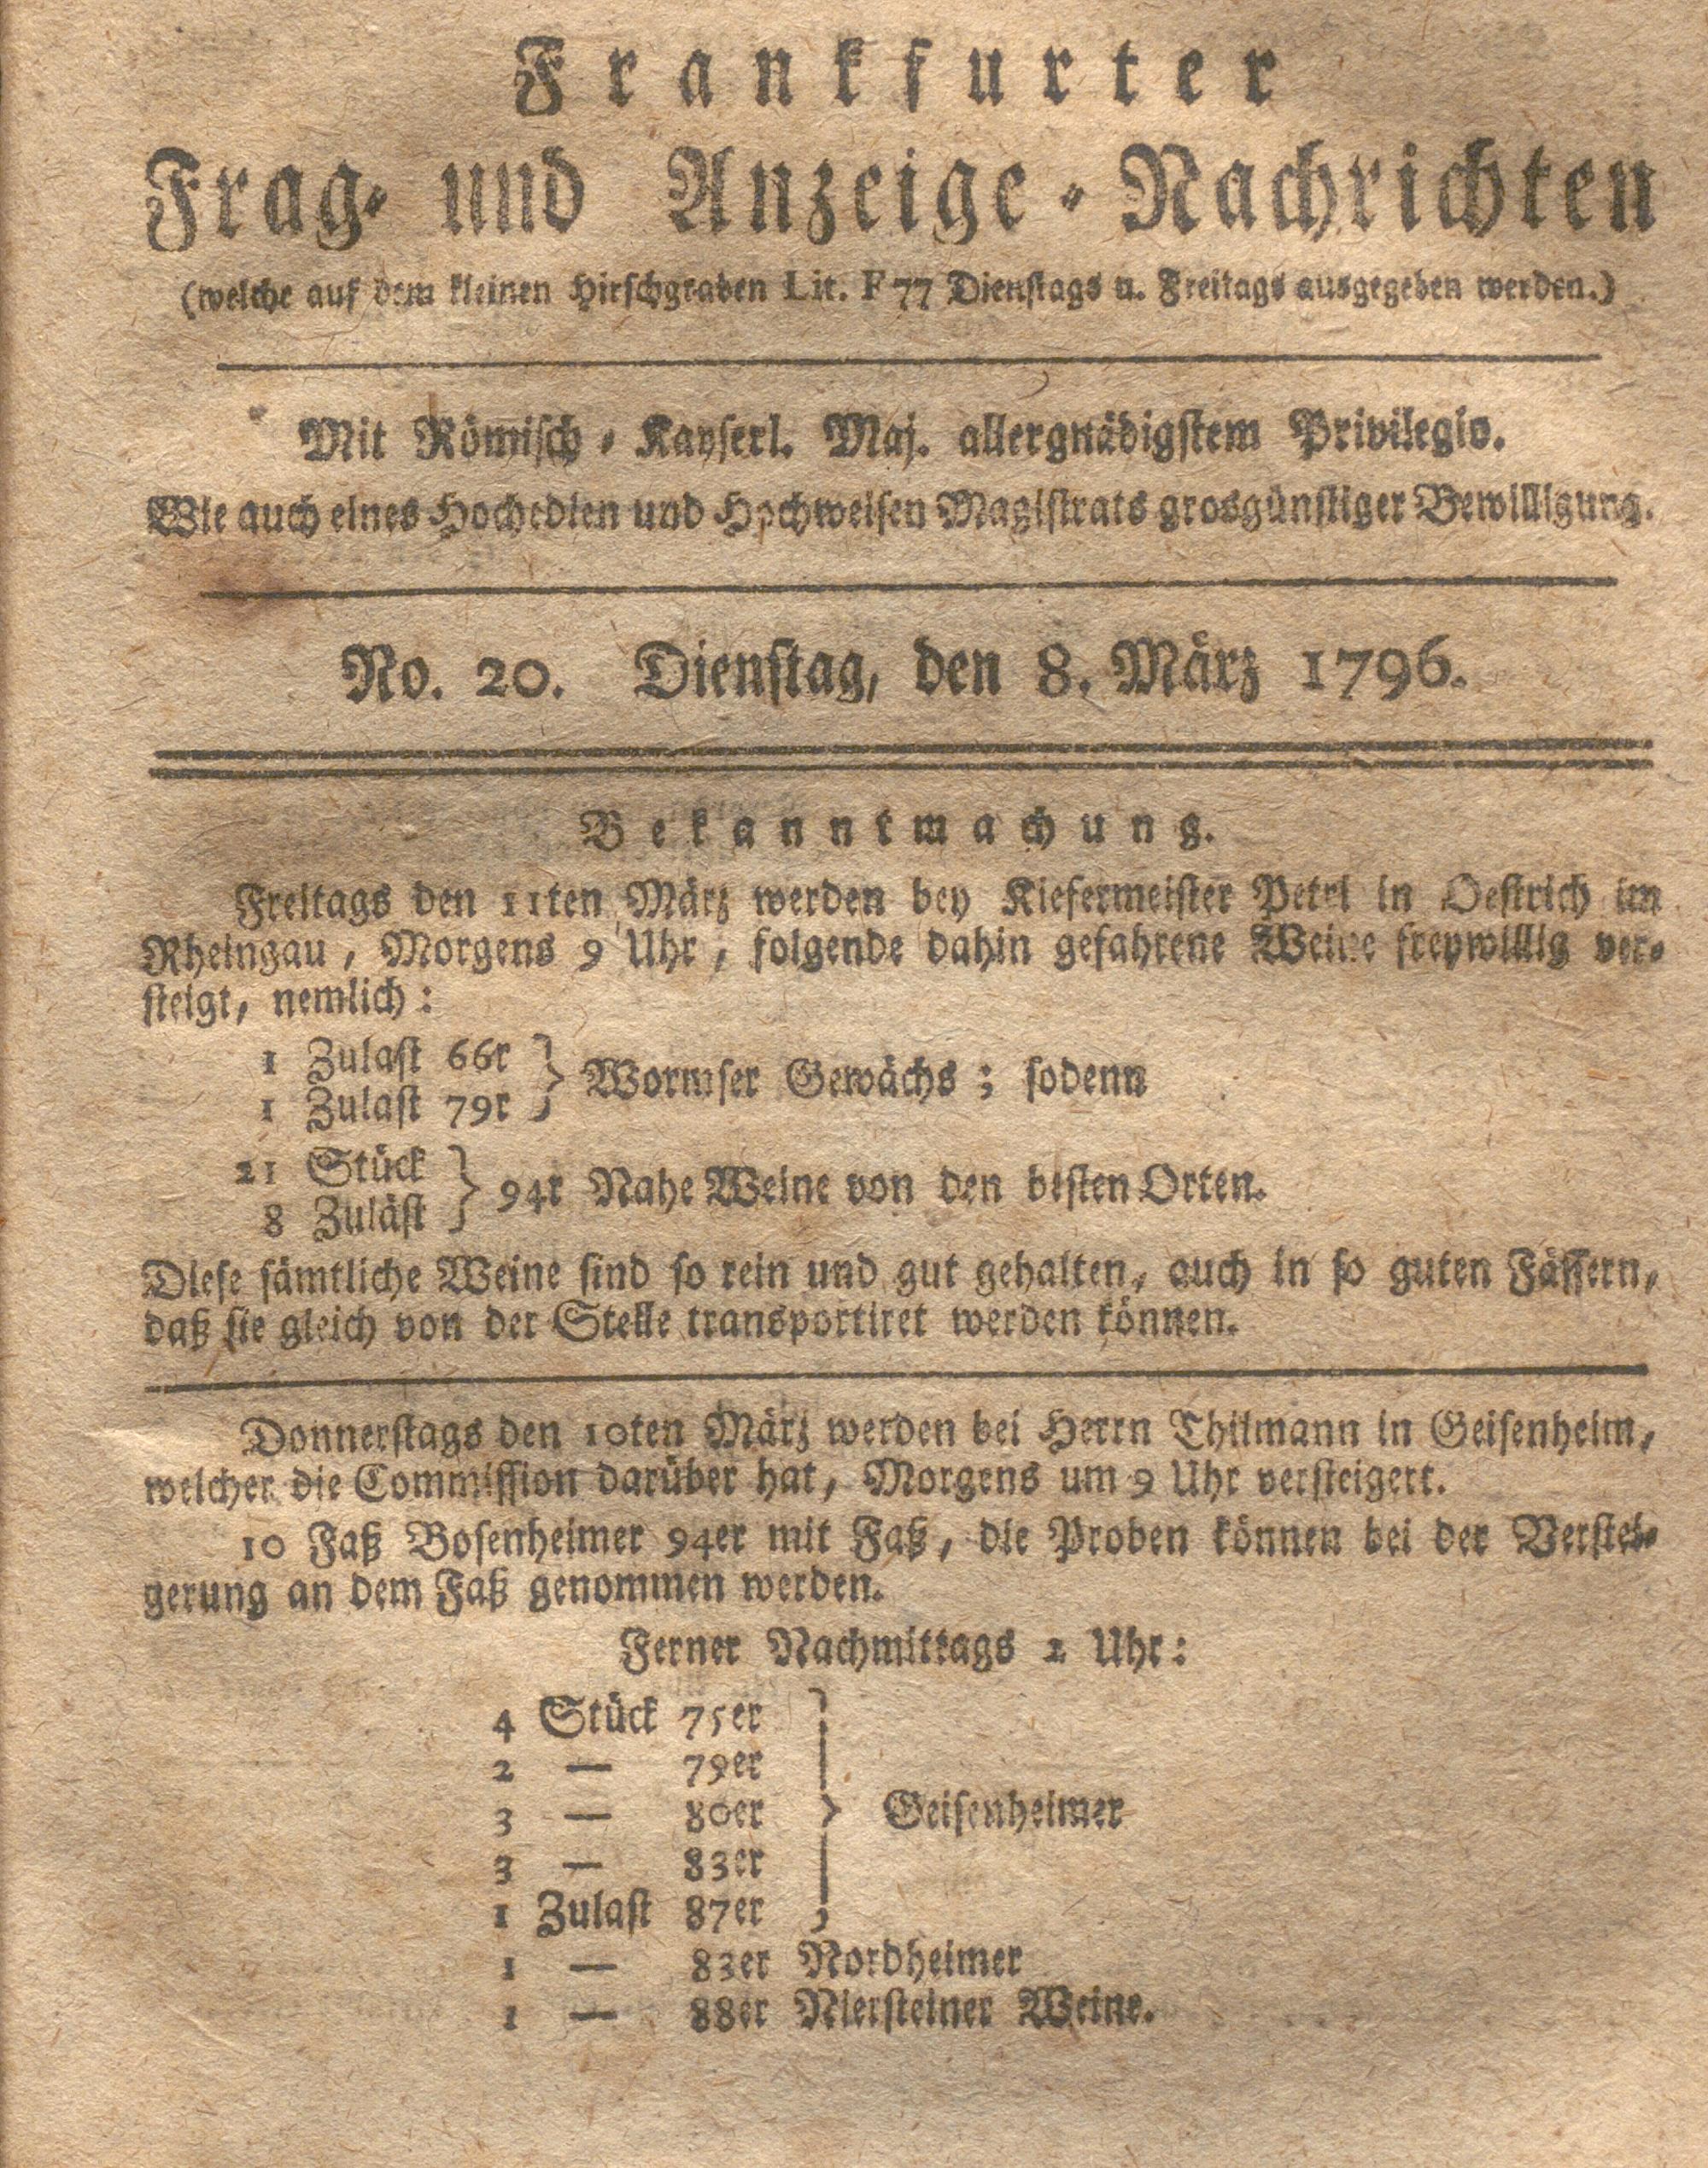 Frankfurter
Frag- und Anzeige-Nachrichten
(welche auf dem kleinen Hirschgraben Lit. F 77 Dienstags u. Freitags ausgegeben werden.)
Mit Römisch-Kayserl. Maj. allergnädigstem Privilegio.
Wie auch eines Hochedlen und Hochweisen Magistrats grosgünstiger Bewilligung.
No. 20. Dienstag, den 8. März 1796.
Bekanntmachung.
Freitags den 11ten März werden bey Kiefermeister Petri in Oestrich im
Rheingau, Morgens 9 Uhr, folgende dahin gefahrene Weine freywillig ver-
steigt, nemlich:
1 Zulast 66r
1 Zulast 79r } Wormser Gewächs; sodenn
21 Stück
8 Zuläst } 94r Nahe Weine von den besten Orten.
Diese sämtliche Weine sind so rein und gut gehalten, auch in so guten Fässern,
daß sie gleich von der Stelle transportiret werden können.
Donnerstags den 10ten März werden bei Herrn Thilmann in Geisenheim,
welcher die Commission darüber hat, Morgens um 9 Uhr versteigert.
10 Faß Bosenheimer 94er mit Faß, die Proben können bei der Verstei-
gerung an dem Faß genommen werden.
Ferner Nachmittags 2 Uhr:
4 Stück 75er
2 — 79er
3 — 80er } Geisenheimer
3 — 83er
1 Zulast 87er
1 — 83er Nordheimer
1 — 88er Niersteiner Weine.